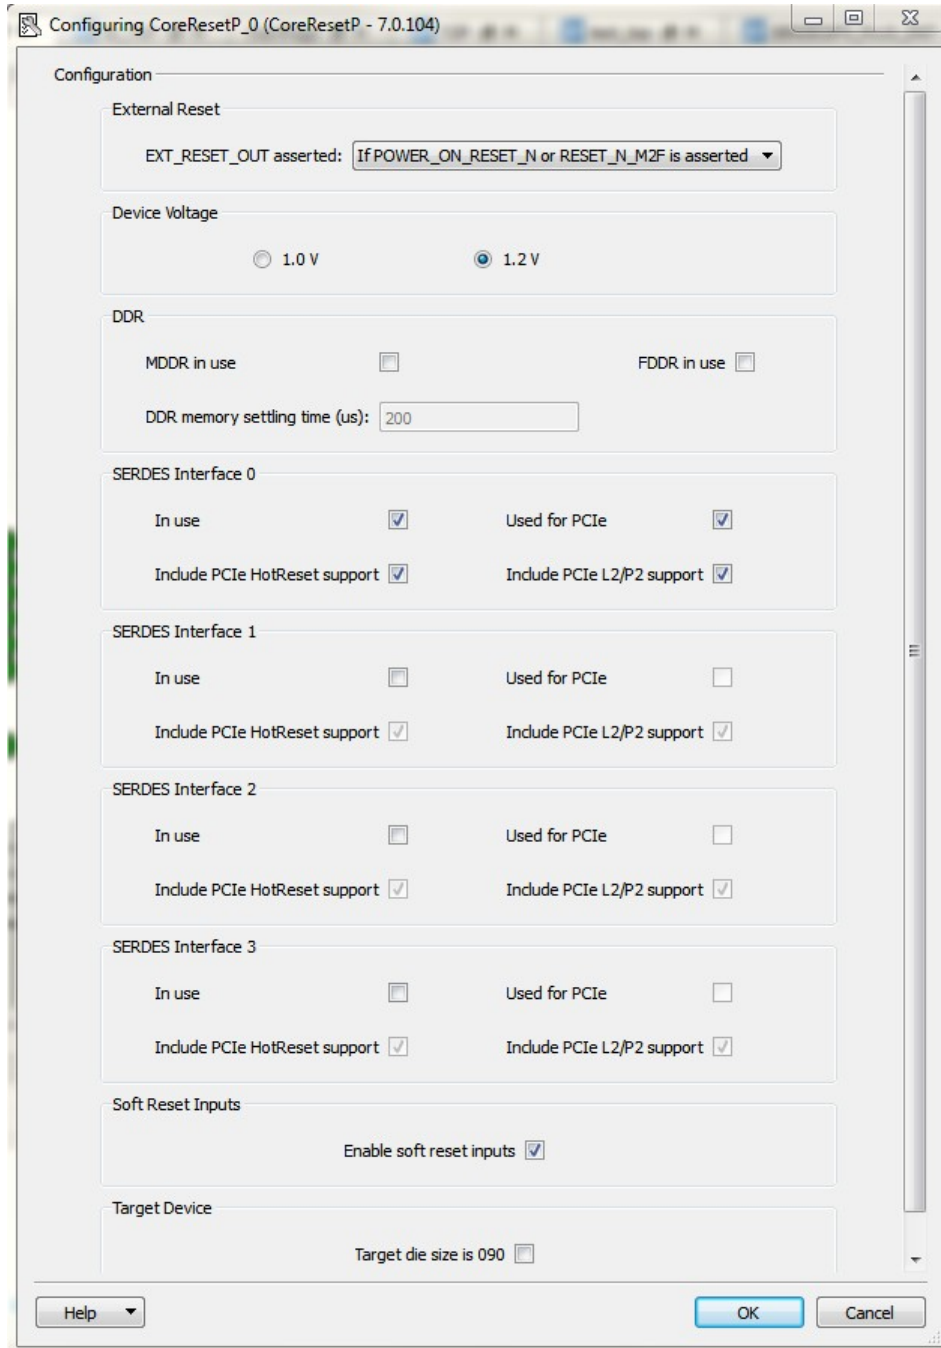 Configuring CoreResetP_0 (CoreResetP - 7.0.104)
Configuration
External Reset
EXT_RESET_OUT asserted: If POWER_ON_RESET_N or RESET_N_M2F is asserted
Device Voltage
1.0 V 1.2 V
DDR
MDDR in use FDDR in use
DDR memory settling time (us): 200
SERDES Interface 0
In use Used for PCIe
Include PCIe HotReset support Include PCIe L2/P2 support
SERDES Interface 1
In use Used for PCIe
Include PCIe HotReset support Include PCIe L2/P2 support
SERDES Interface 2
In use Used for PCIe
Include PCIe HotReset support Include PCIe L2/P2 support
SERDES Interface 3
In use Used for PCIe
Include PCIe HotReset support Include PCIe L2/P2 support
Soft Reset Inputs
Enable soft reset inputs
Target Device
Target die size is 090
Help OK Cancel